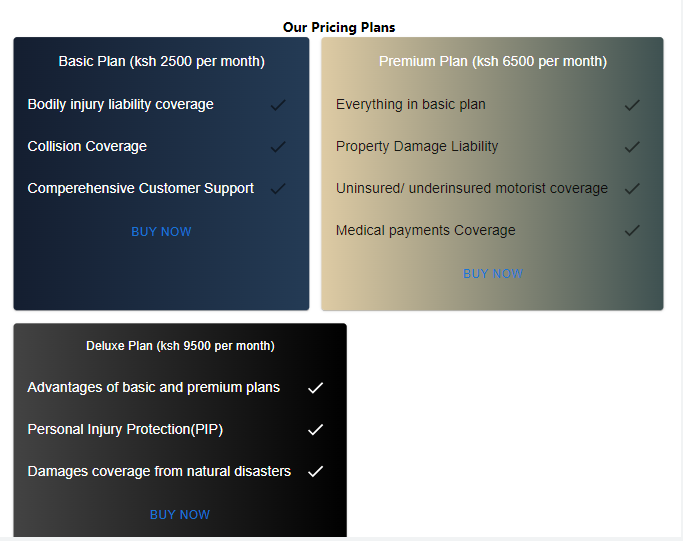 Our Pricing Plans
Basic Plan (ksh 2500 per month)
Bodily injury liability coverage
Collision Coverage
Comperehensive Customer Support
BUY NOW
Premium Plan (ksh 6500 per month)
Everything in basic plan
Property Damage Liability
Uninsured/ underinsured motorist coverage
Medical payments Coverage
BUY NOW
Deluxe Plan (ksh 9500 per month)
Advantages of basic and premium plans
Personal Injury Protection(PIP)
Damages coverage from natural disasters
BUY NOW